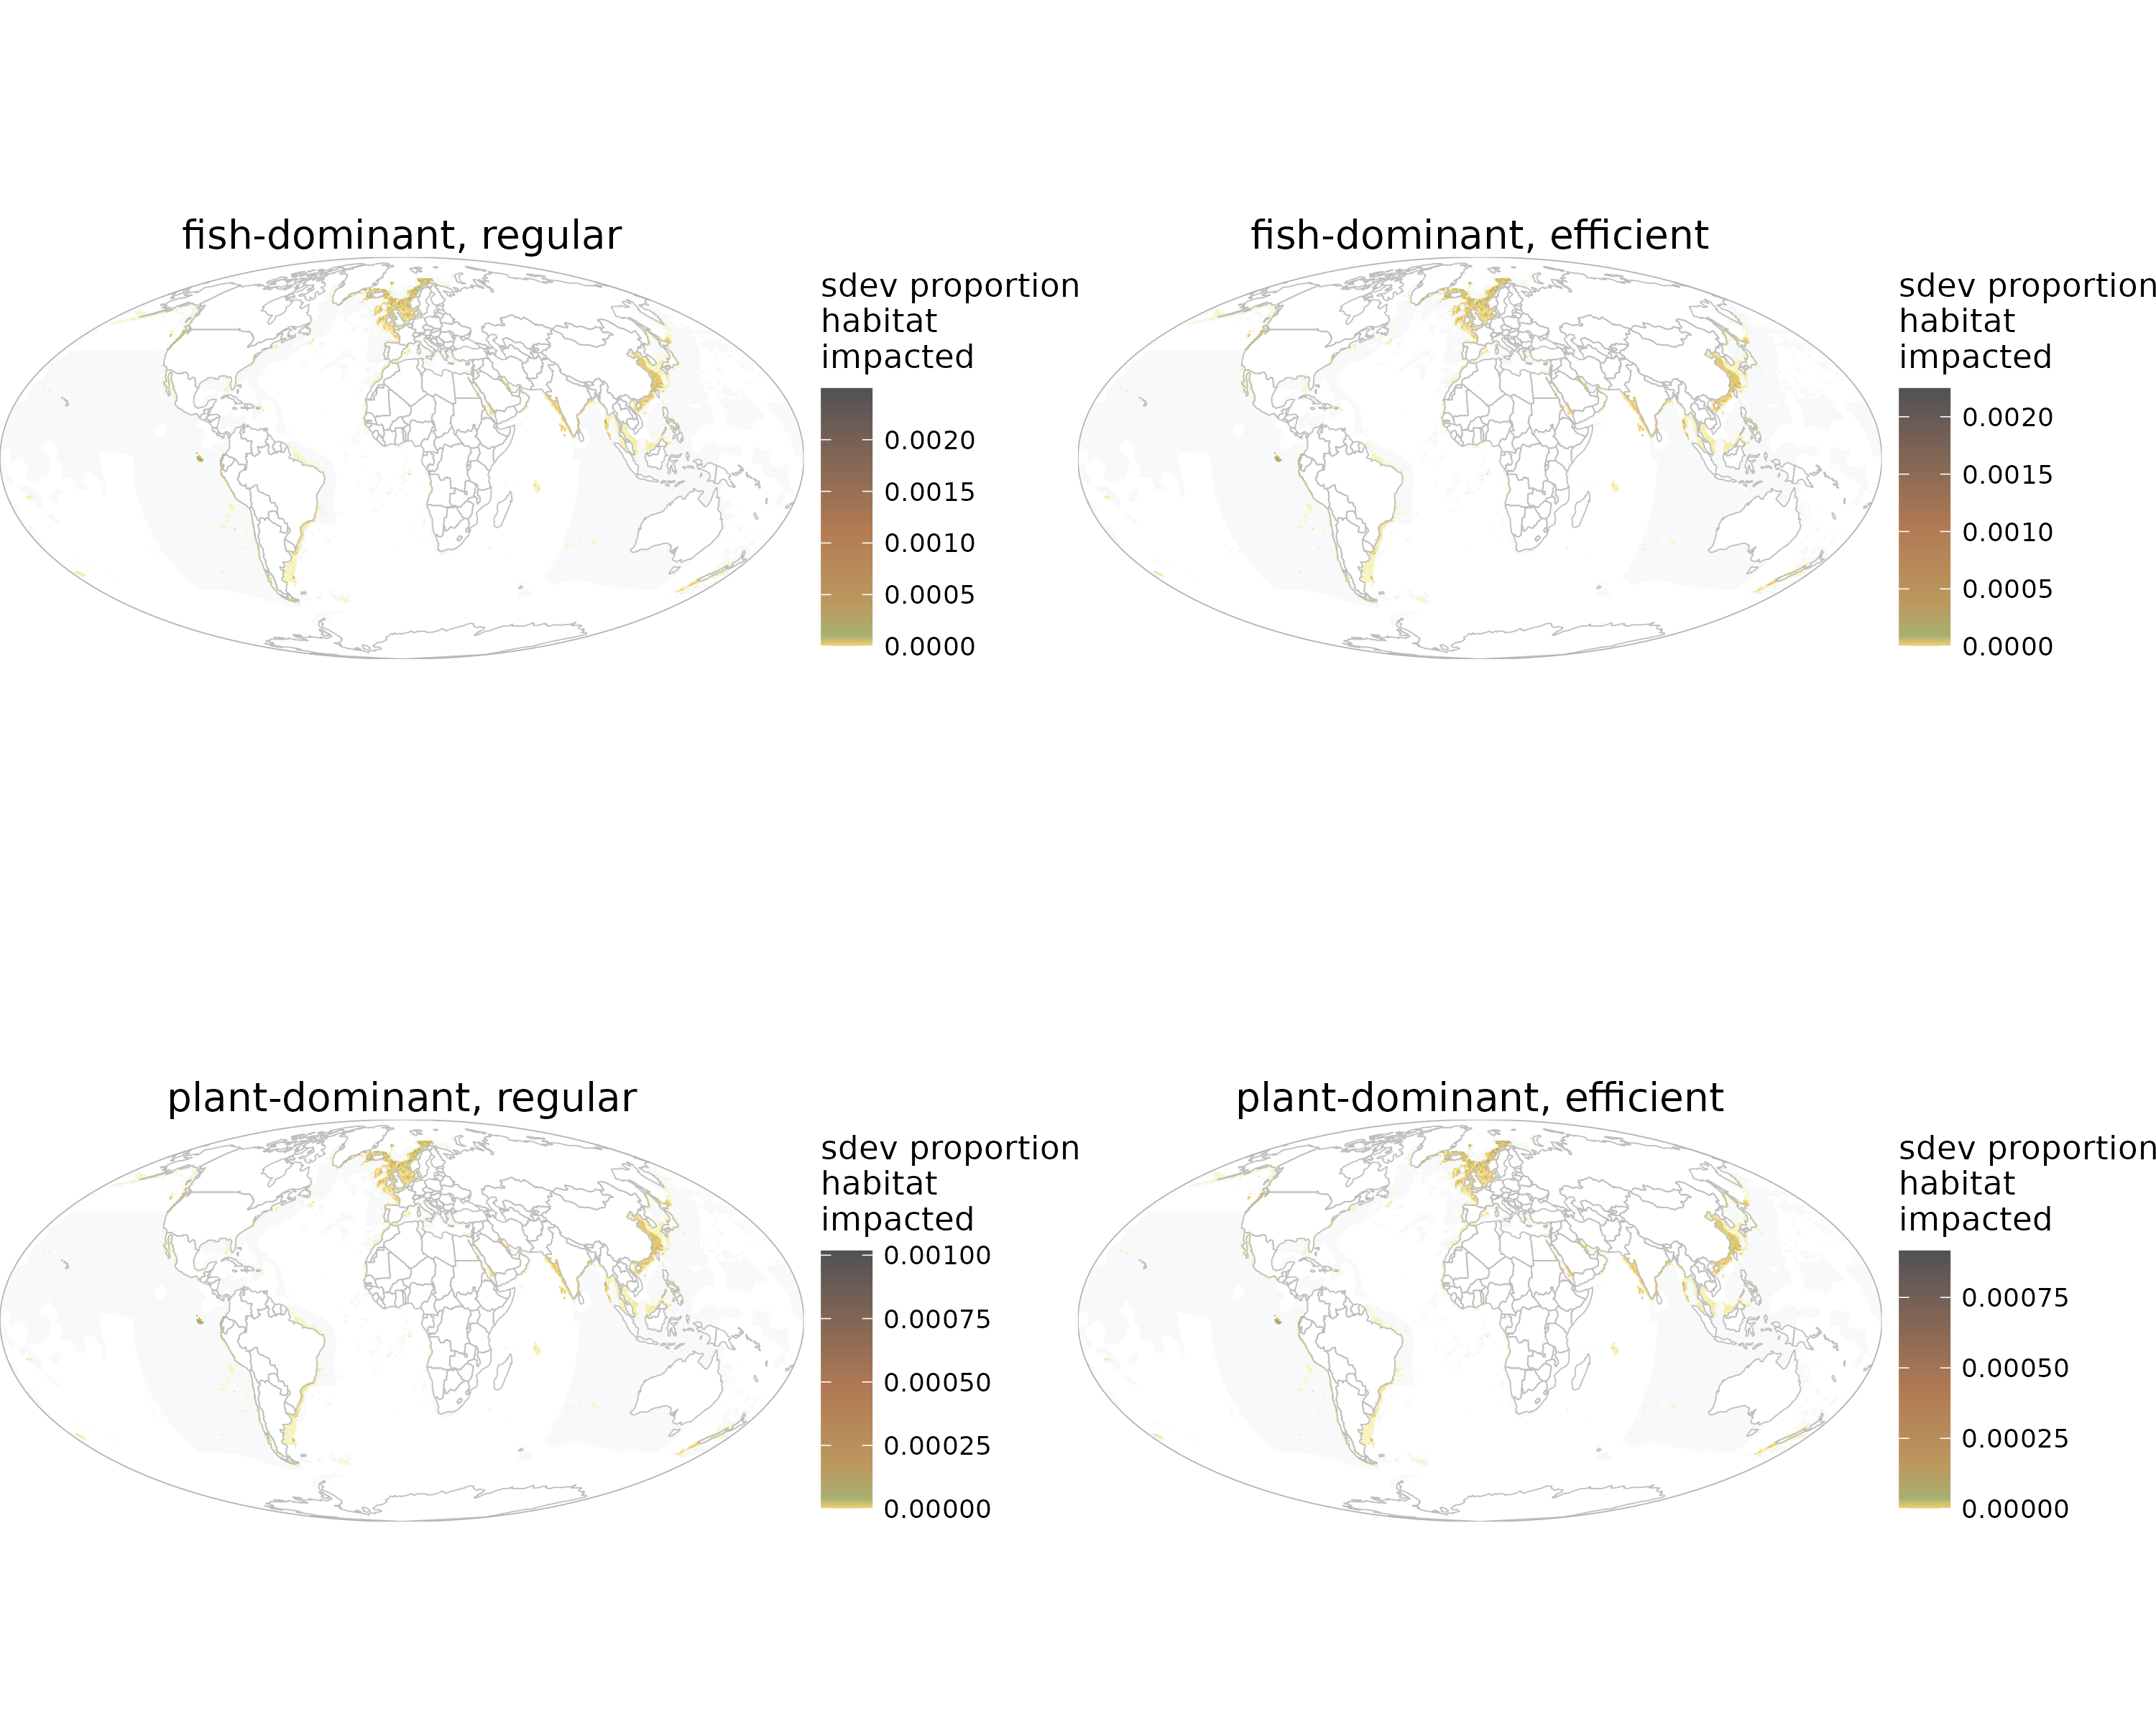 fish-dominant, regular
sdev proportion
habitat
impacted
0.0020
0.0015
0.0010
0.0005
0.0000
fish-dominant, efficient
sdev proportion
habitat
impacted
0.0020
0.0015
0.0010
0.0005
0.0000
plant-dominant, regular
sdev proportion
habitat
impacted
0.00100
0.00075
0.00050
0.00025
0.00000
plant-dominant, efficient
sdev proportion
habitat
impacted
0.00075
0.00050
0.00025
0.00000